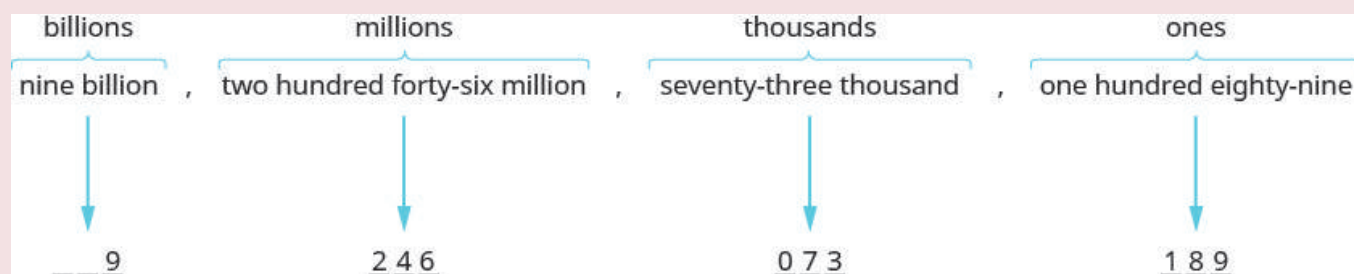 billions millions thousands ones
nine billion , two hundred forty-six million , seventy-three thousand , one hundred eighty-nine
9 2 4 6 0 7 3 1 8 9